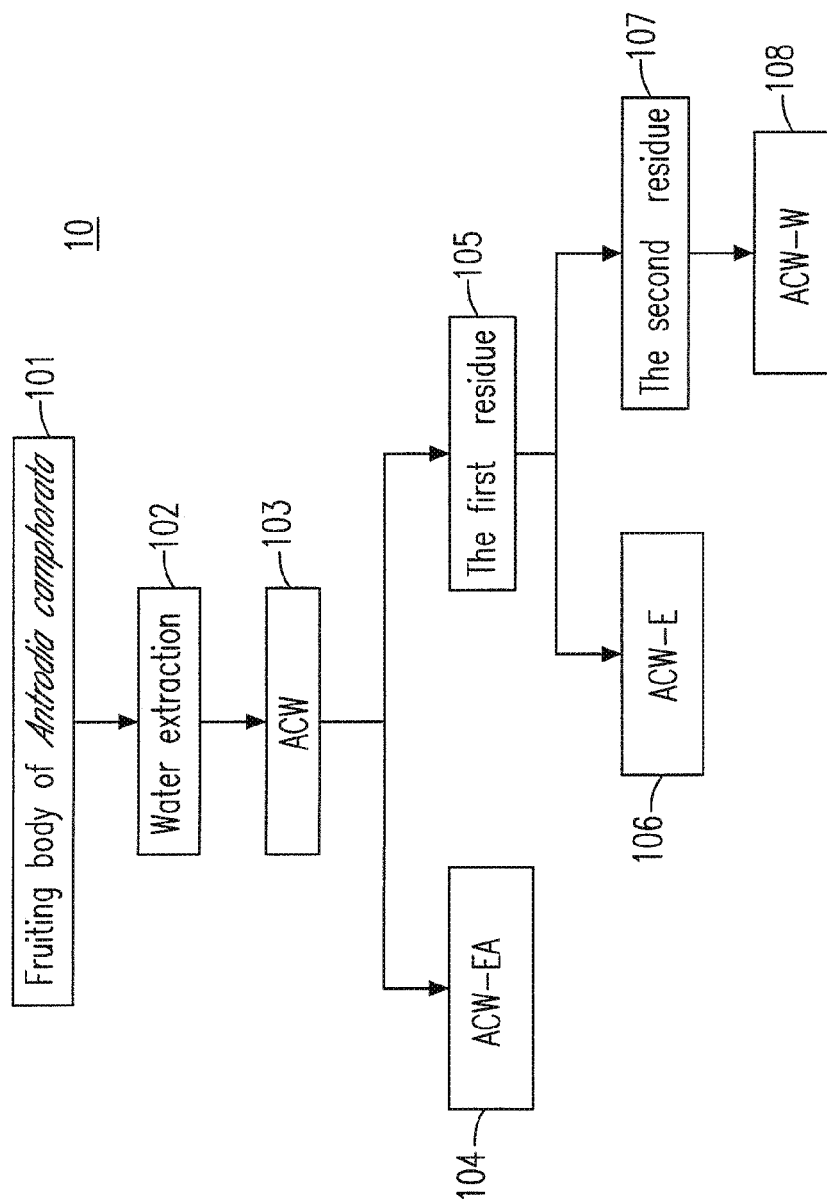 10
Fruiting body of Antrodia camphorata
101
Water extraction
102
ACW
103
ACW-EA
104
The first residue
105
ACW-E
106
The second residue
107
ACW-W
108